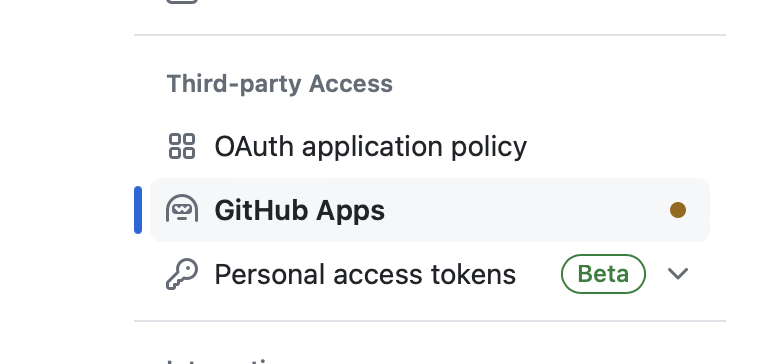 Third-party Access
OAuth application policy
GitHub Apps
Personal access tokens Beta